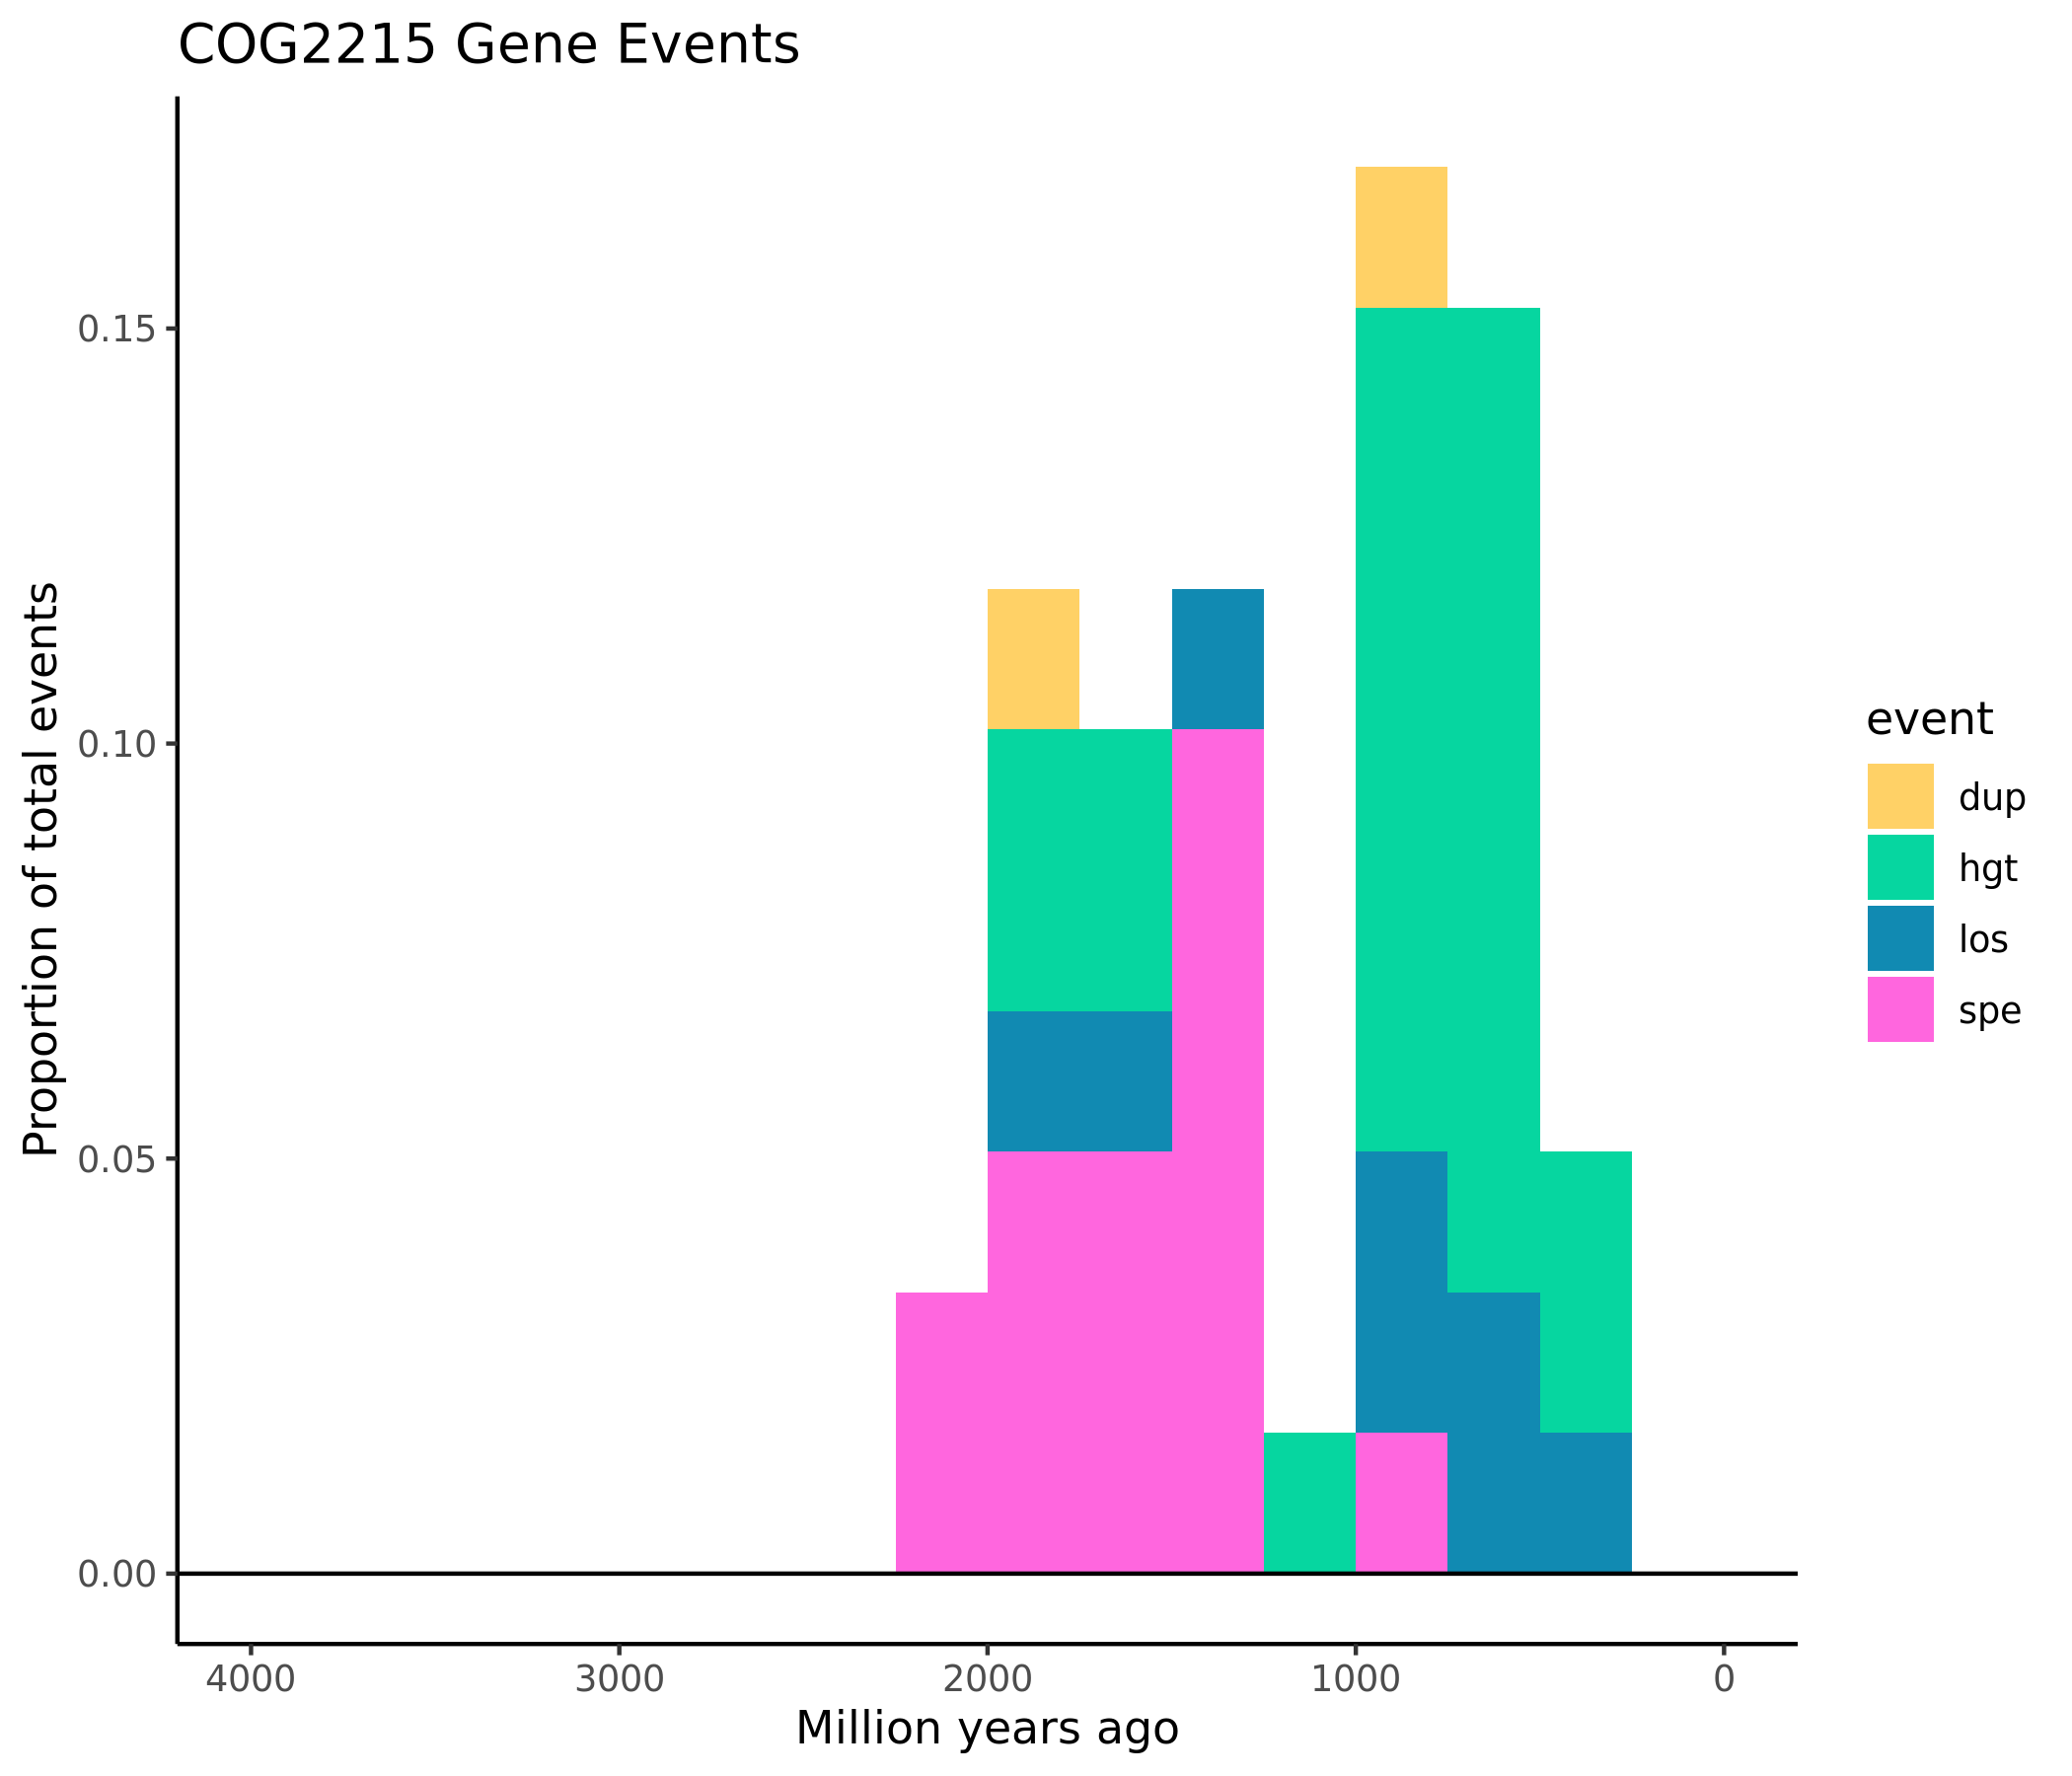 COG2215 Gene Events
Proportion of total events
0.15
0.10
0.05
0.00
4000 3000 2000 1000 0
Million years ago
event
dup
hgt
los
spe